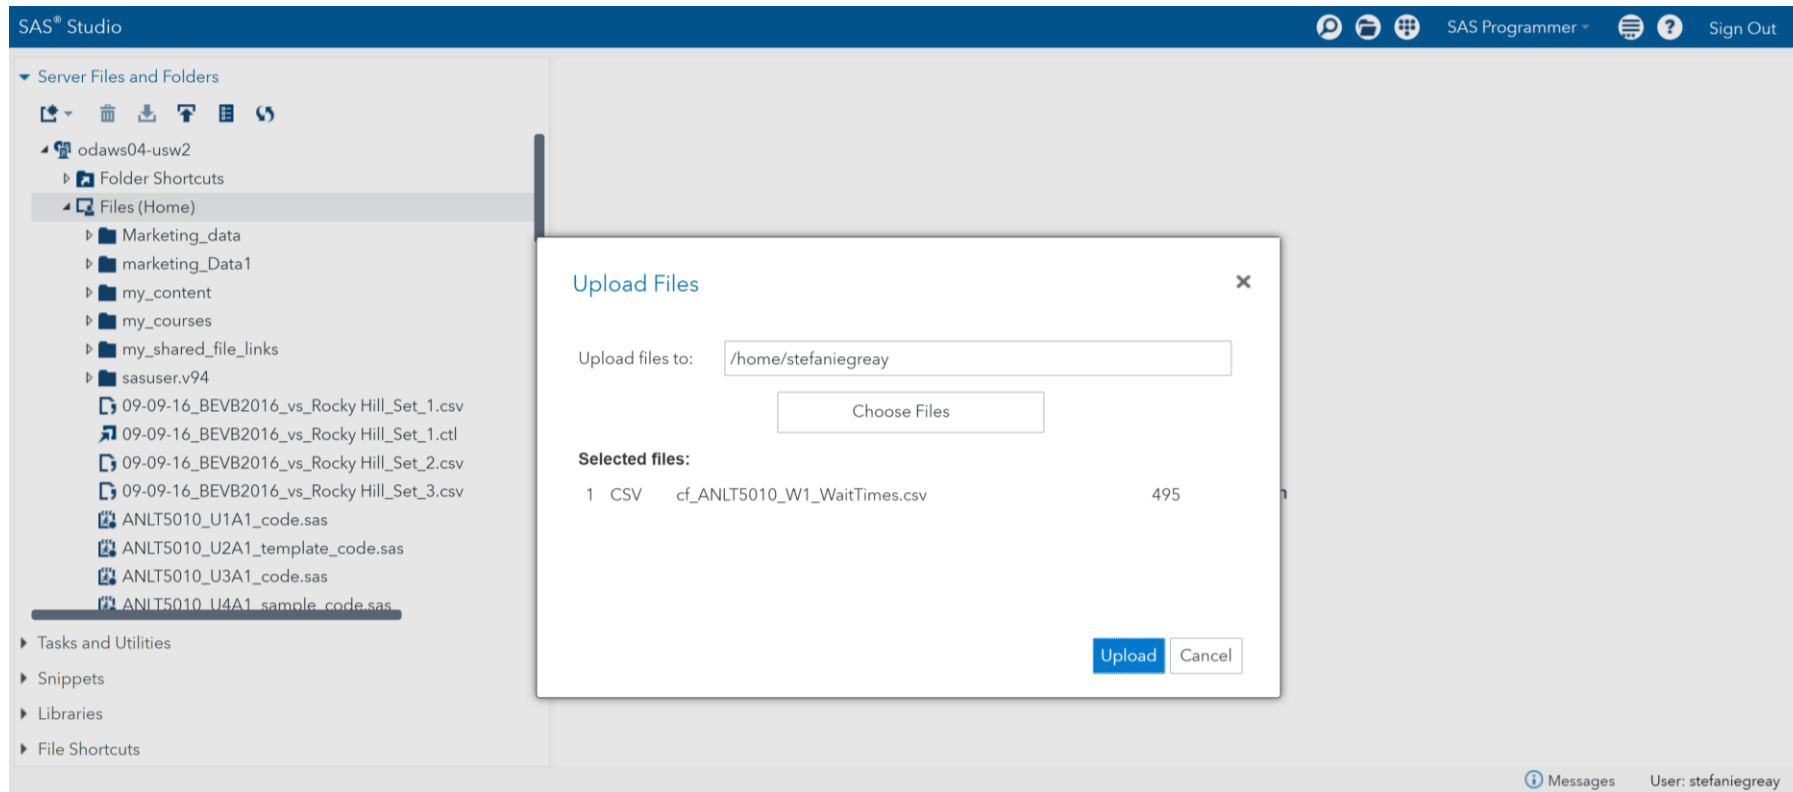 SAS® Studio
SAS Programmer
Sign Out
Server Files and Folders
odaws04-usw2
Folder Shortcuts
Files (Home)
Marketing_data
marketing_Data1
my_content
my_courses
my_shared_file_links
sasuser.v94
09-09-16_BEVB2016_vs_Rocky Hill_Set_1.csv
09-09-16_BEVB2016_vs_Rocky Hill_Set_1.ctl
09-09-16_BEVB2016_vs_Rocky Hill_Set_2.csv
09-09-16_BEVB2016_vs_Rocky Hill_Set_3.csv
ANLT5010_U1A1_code.sas
ANLT5010_U2A1_template_code.sas
ANLT5010_U3A1_code.sas
ANLT5010_U4A1_sample_code.sas
Tasks and Utilities
Snippets
Libraries
File Shortcuts
Upload Files
Upload files to: /home/stefaniegreay
Choose Files
Selected files:
1 CSV cf_ANLT5010_W1_WaitTimes.csv 495
Upload Cancel
Messages User: stefaniegreay